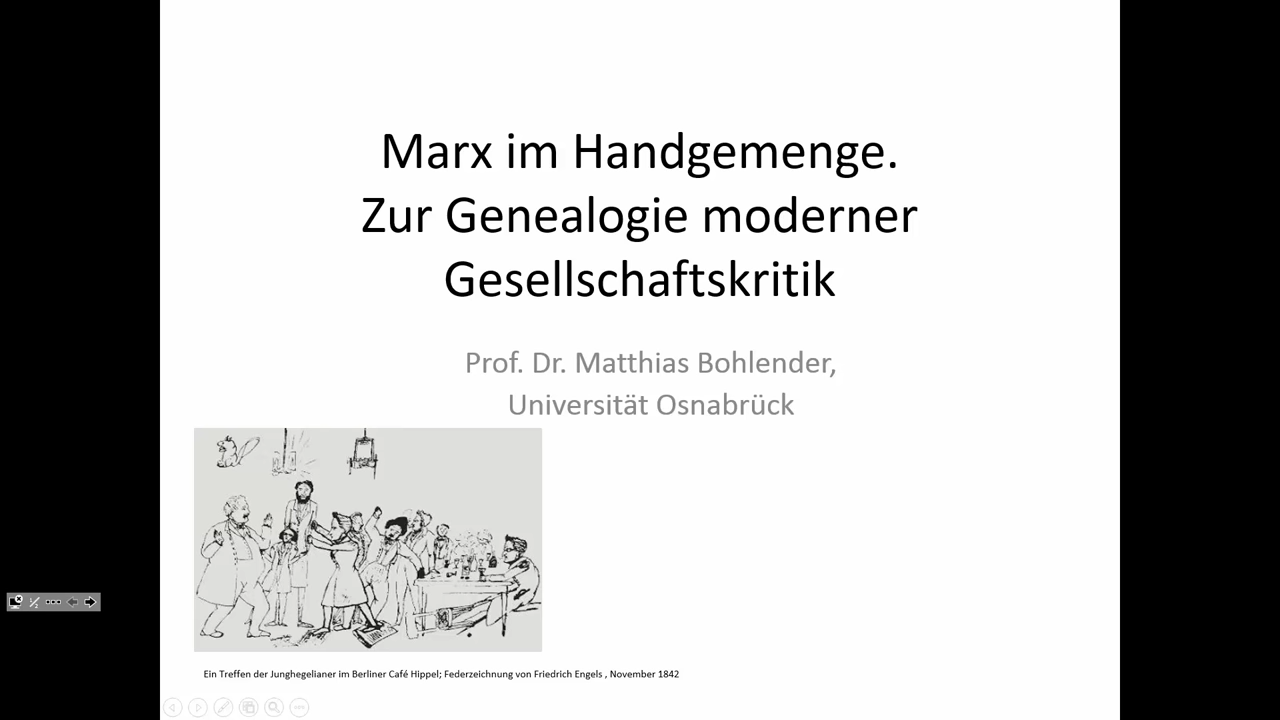 Marx im Handgemenge.
Zur Genealogie moderner
Gesellschaftskritik
Prof. Dr. Matthias Bohlender,
Universität Osnabrück
Ein Treffen der Junghegelianer im Berliner Café Hippel; Federzeichnung von Friedrich Engels , November 1842